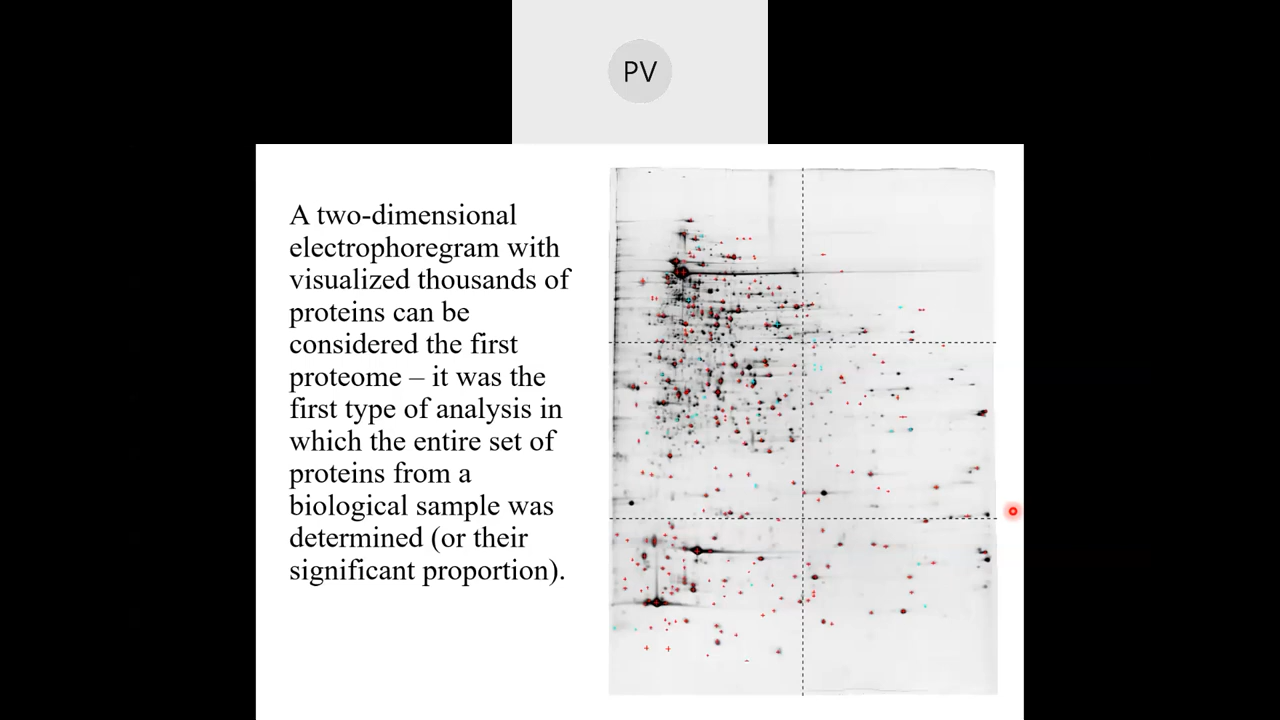 PV
A two-dimensional
electrophoregram with
visualized thousands of
proteins can be
considered the first
proteome – it was the
first type of analysis in
which the entire set of
proteins from a
biological sample was
determined (or their
significant proportion).